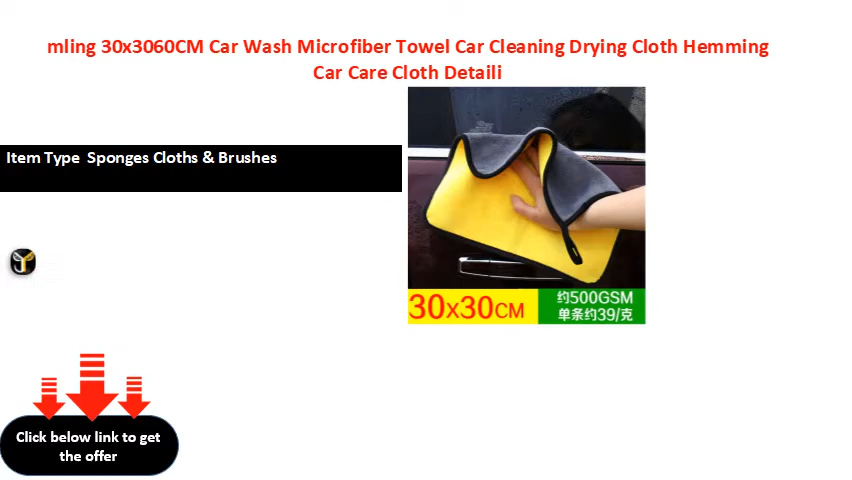 mling 30x3060CM Car Wash Microfiber Towel Car Cleaning Drying Cloth Hemming
Car Care Cloth Detaili
Item Type  Sponges Cloths & Brushes
30x30CM
约500GSM
单条约39/克
Click below link to get
the offer